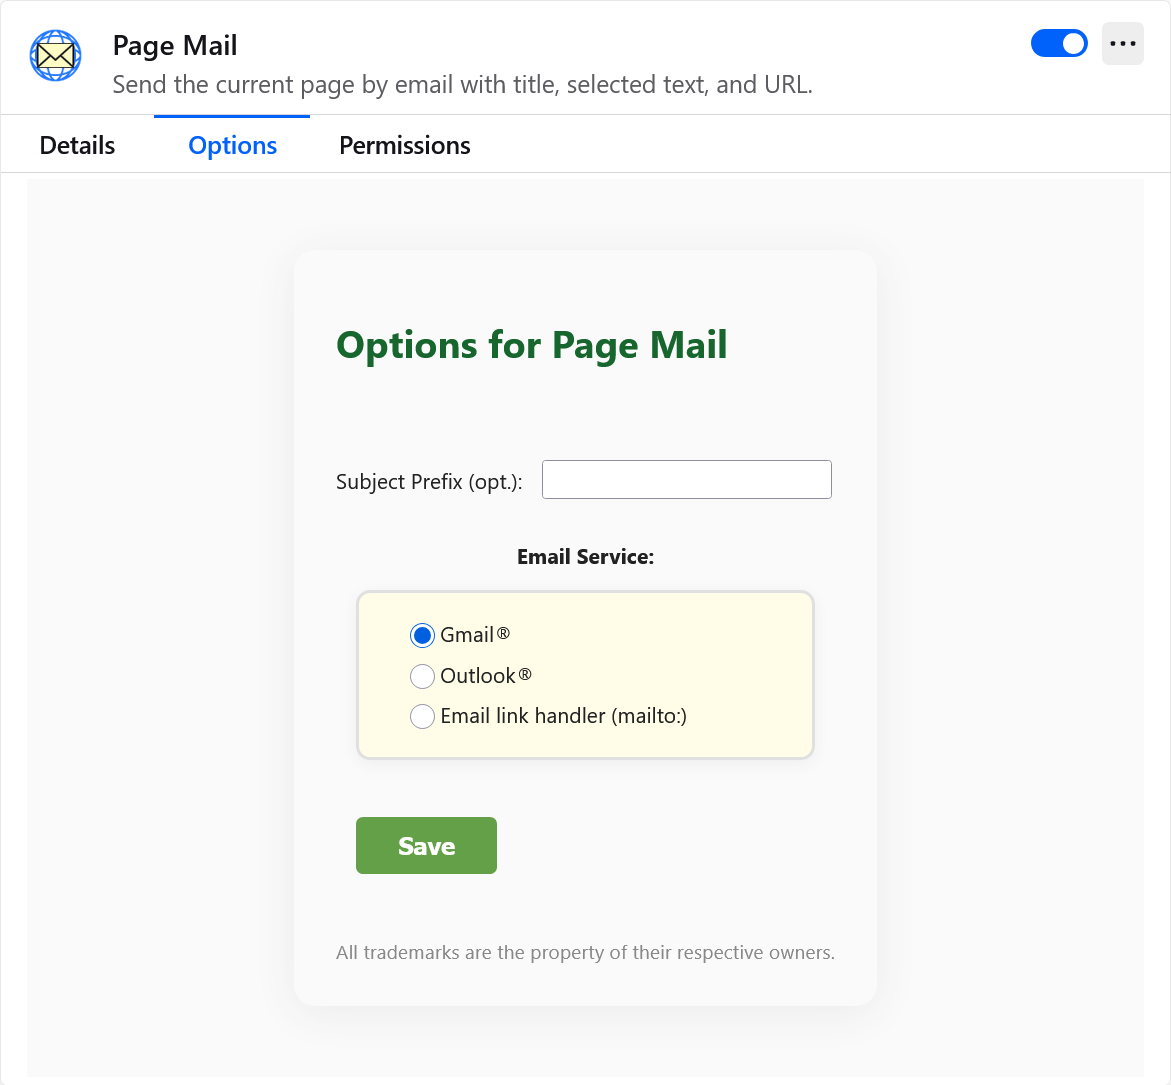 Page Mail
Send the current page by email with title, selected text, and URL.
Details Options Permissions
Options for Page Mail
Subject Prefix (opt.):
Email Service:
Gmail®
Outlook®
Email link handler (mailto:)
Save
All trademarks are the property of their respective owners.